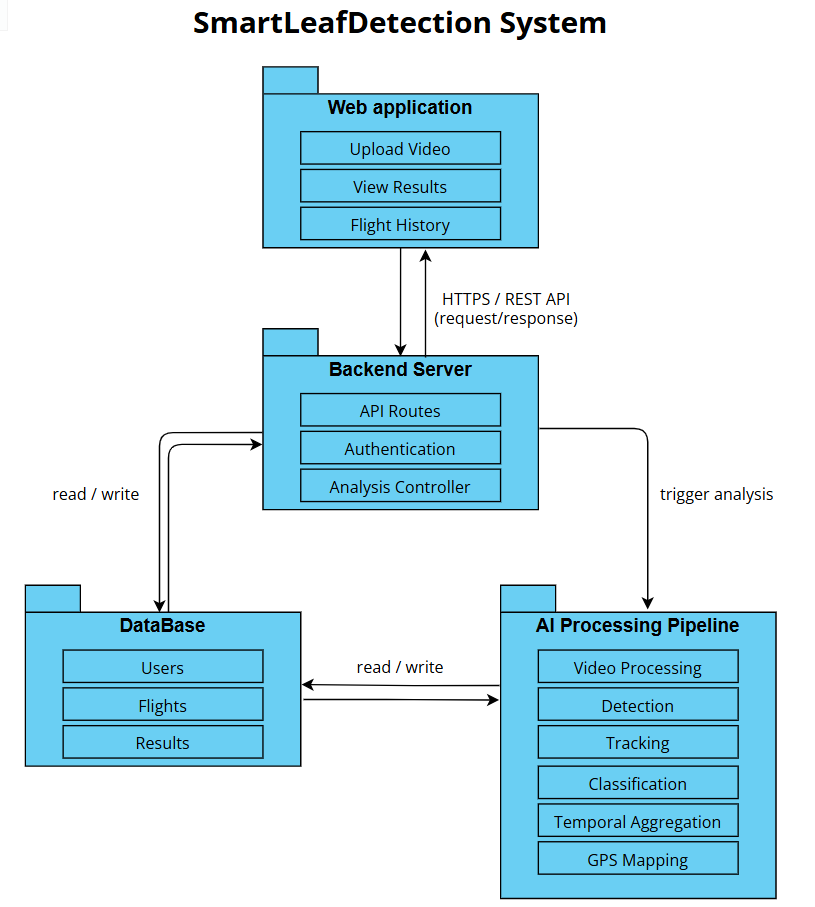 SmartLeafDetection System
Web application
Upload Video
View Results
Flight History
HTTPS / REST API
(request/response)
Backend Server
API Routes
Authentication
Analysis Controller
read / write
trigger analysis
DataBase
Users
Flights
Results
read / write
AI Processing Pipeline
Video Processing
Detection
Tracking
Classification
Temporal Aggregation
GPS Mapping